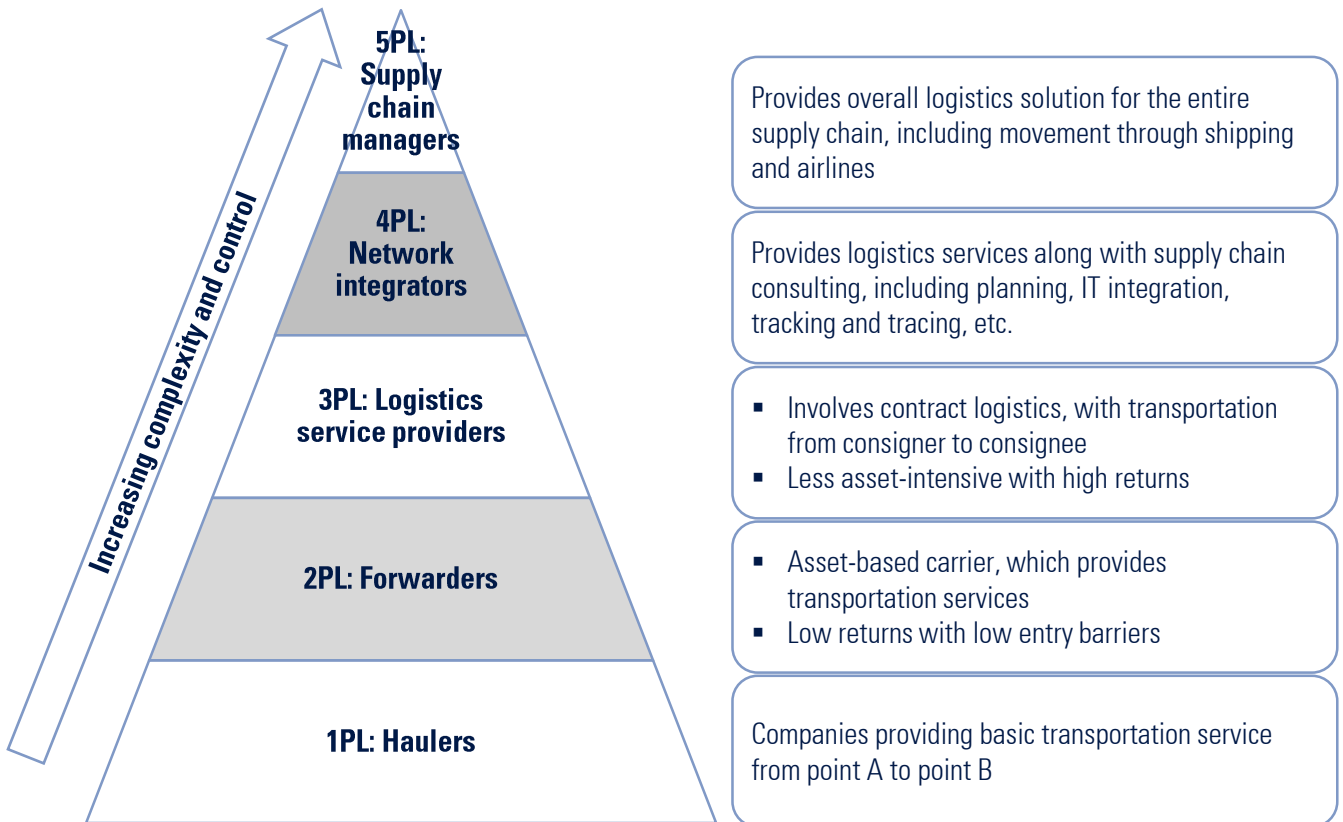 5PL:
Supply
chain
managers
Provides overall logistics solution for the entire
supply chain, including movement through shipping
and airlines
4PL:
Network
integrators
Provides logistics services along with supply chain
consulting, including planning, IT integration,
tracking and tracing, etc.
Increasing complexity and control
3PL: Logistics
service providers
▪ Involves contract logistics, with transportation
from consigner to consignee
▪ Less asset-intensive with high returns
2PL: Forwarders
▪ Asset-based carrier, which provides
transportation services
▪ Low returns with low entry barriers
1PL: Haulers
Companies providing basic transportation service
from point A to point B